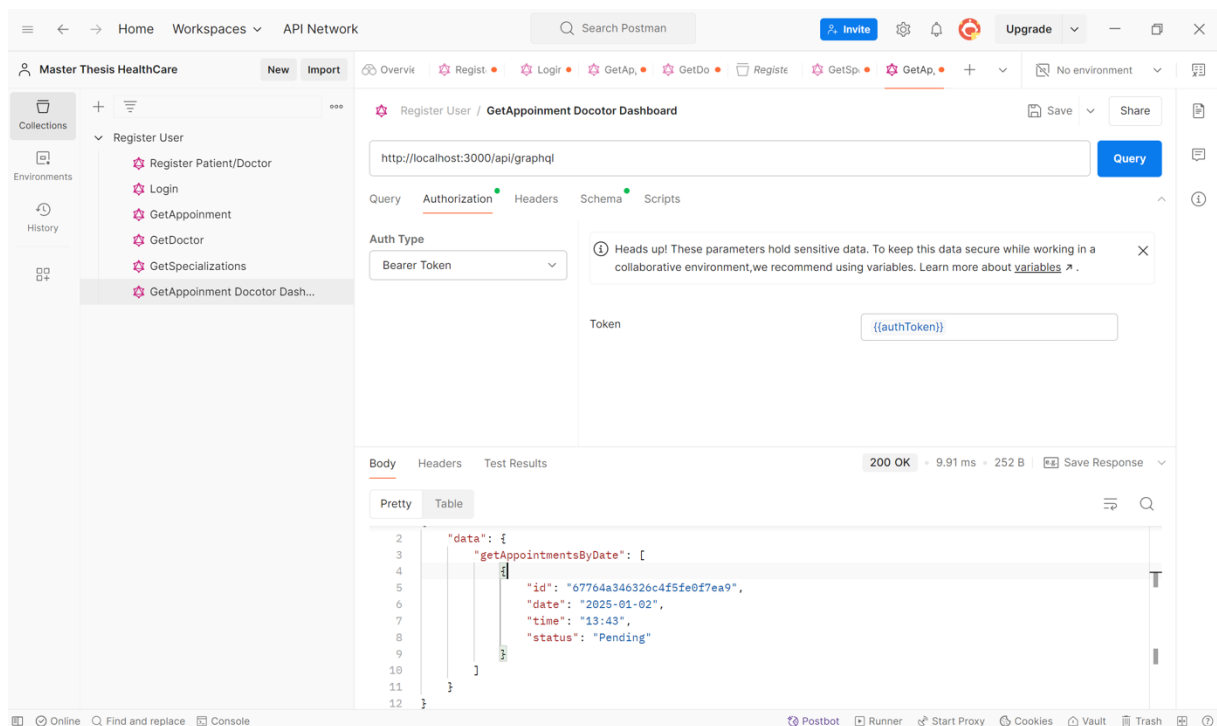 Home Workspaces API Network Search Postman Invite Upgrade
Master Thesis HealthCare New Import Overvie Regist Login GetAp, GetDo Registe GetSp GetAp, No environment
Collections
Environments
History
Register User
Register Patient/Doctor
Login
GetAppoinment
GetDoctor
GetSpecializations
GetAppoinment Docotor Dash...
Register User / GetAppoinment Docotor Dashboard Save Share
http://localhost:3000/api/graphql Query
Query Authorization Headers Schema Scripts
Auth Type
Bearer Token
Heads up! These parameters hold sensitive data. To keep this data secure while working in a
collaborative environment,we recommend using variables. Learn more about variables ↗ .
Token {{authToken}}
Body Headers Test Results 200 OK 9.91 ms 252 B e.g. Save Response
Pretty Table
2 "data": {
3 "getAppointmentsByDate": [
4 {
5 "id": "67764a346326c4f5fe0f7ea9",
6 "date": "2025-01-02",
7 "time": "13:43",
8 "status": "Pending"
9 }
10 ]
11 }
12 }
Online Find and replace Console Postbot Runner Start Proxy Cookies Vault Trash